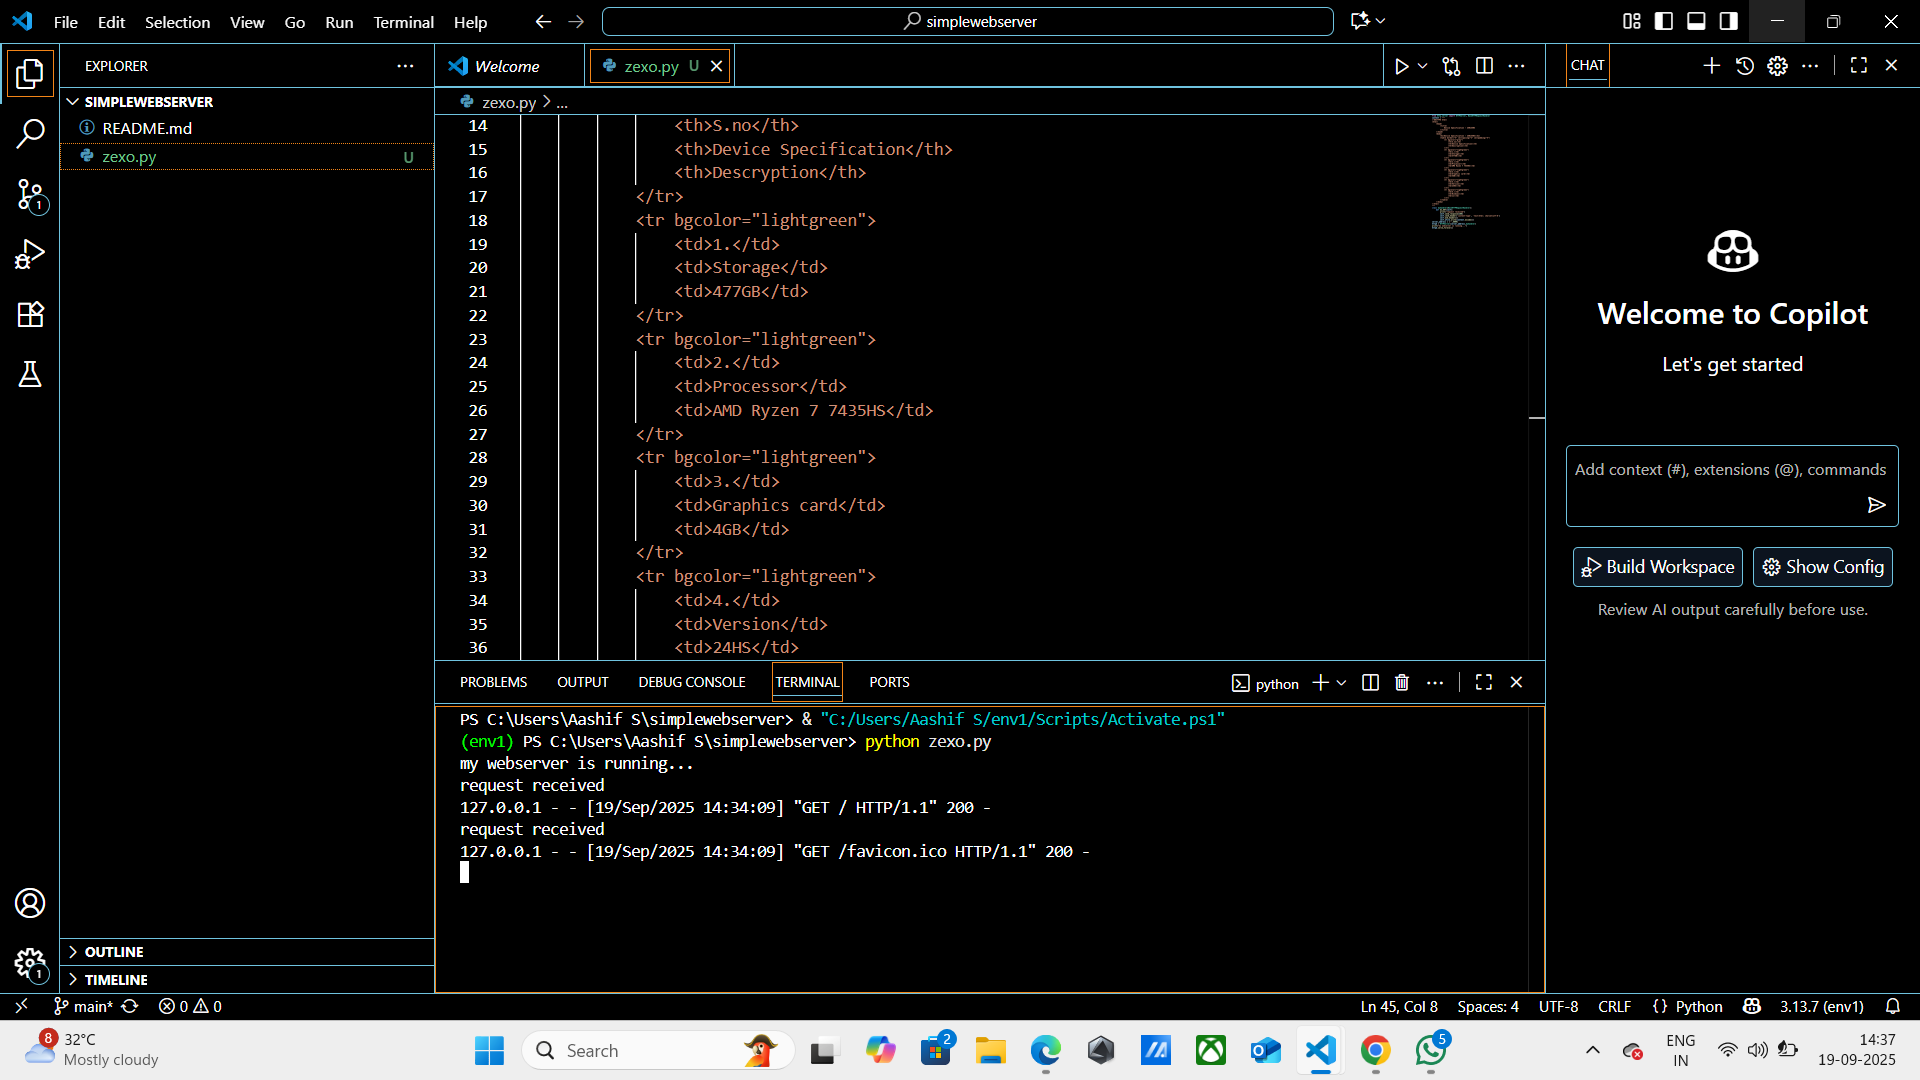 File Edit Selection View Go Run Terminal Help
simplewebserver
EXPLORER
SIMPLEWEBSERVER
README.md
zexo.py U
OUTLINE
TIMELINE
1
1
Welcome
zexo.py U
zexo.py > ...
14 <th>S.no</th>
15 <th>Device Specification</th>
16 <th>Descryption</th>
17 </tr>
18 <tr bgcolor="lightgreen">
19 <td>1.</td>
20 <td>Storage</td>
21 <td>477GB</td>
22 </tr>
23 <tr bgcolor="lightgreen">
24 <td>2.</td>
25 <td>Processor</td>
26 <td>AMD Ryzen 7 7435HS</td>
27 </tr>
28 <tr bgcolor="lightgreen">
29 <td>3.</td>
30 <td>Graphics card</td>
31 <td>4GB</td>
32 </tr>
33 <tr bgcolor="lightgreen">
34 <td>4.</td>
35 <td>Version</td>
36 <td>24HS</td>
PROBLEMS OUTPUT DEBUG CONSOLE TERMINAL PORTS
python
PS C:\Users\Aashif S\simplewebserver> & "C:/Users/Aashif S/env1/Scripts/Activate.ps1"
(env1) PS C:\Users\Aashif S\simplewebserver> python zexo.py
my webserver is running...
request received
127.0.0.1 - - [19/Sep/2025 14:34:09] "GET / HTTP/1.1" 200 -
request received
127.0.0.1 - - [19/Sep/2025 14:34:09] "GET /favicon.ico HTTP/1.1" 200 -
CHAT
Welcome to Copilot
Let's get started
Add context (#), extensions (@), commands
Build Workspace Show Config
Review AI output carefully before use.
main* 0 0
Ln 45, Col 8 Spaces: 4 UTF-8 CRLF {} Python 3.13.7 (env1)
8
32°C
Mostly cloudy
Search
2
5
ENG
IN
14:37
19-09-2025